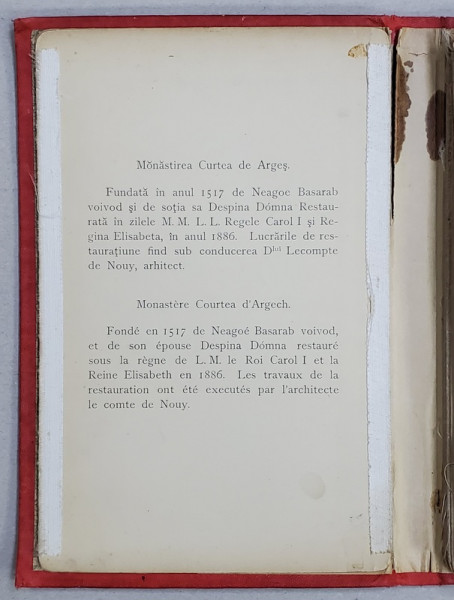 Mŏnăstirea Curtea de Argeş.
Fundată în anul 1517 de Neagoe Basarab
voivod şi de soţia sa Despina Dómna Restau-
rată în zilele M. M. L. L. Regele Carol I şi Re-
gina Elisabeta, în anul 1886. Lucrările de res-
tauraţiune find sub conducerea Dlui Lecompte
de Nouy, arhitect.
Monastère Courtea d'Argech.
Fondé en 1517 de Neagoé Basarab voivod,
et de son épouse Despina Dómna restauré
sous la règne de L. M. le Roi Carol I et la
Reine Elisabeth en 1886. Les travaux de la
restauration ont été executés par l'architecte
le comte de Nouy.